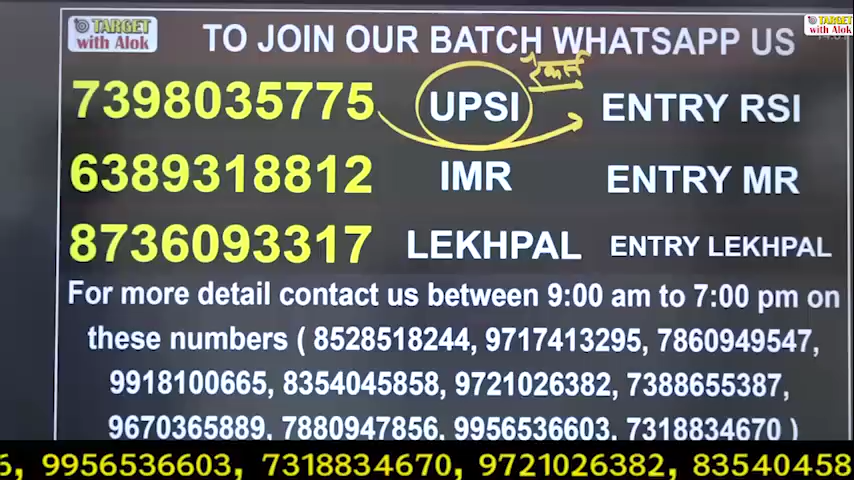 TARGET
with Alok
TO JOIN OUR BATCH WHATSAPP US
TARGET
with Alok
7398035775 UPSI ENTRY RSI
6389318812 IMR ENTRY MR
8736093317 LEKHPAL ENTRY LEKHPAL
For more detail contact us between 9:00 am to 7:00 pm on
these numbers ( 8528518244, 9717413295, 7860949547,
9918100665, 8354045858, 9721026382, 7388655387,
9670365889, 7880947856, 9956536603, 7318834670 )
6, 9956536603, 7318834670, 9721026382, 83540458